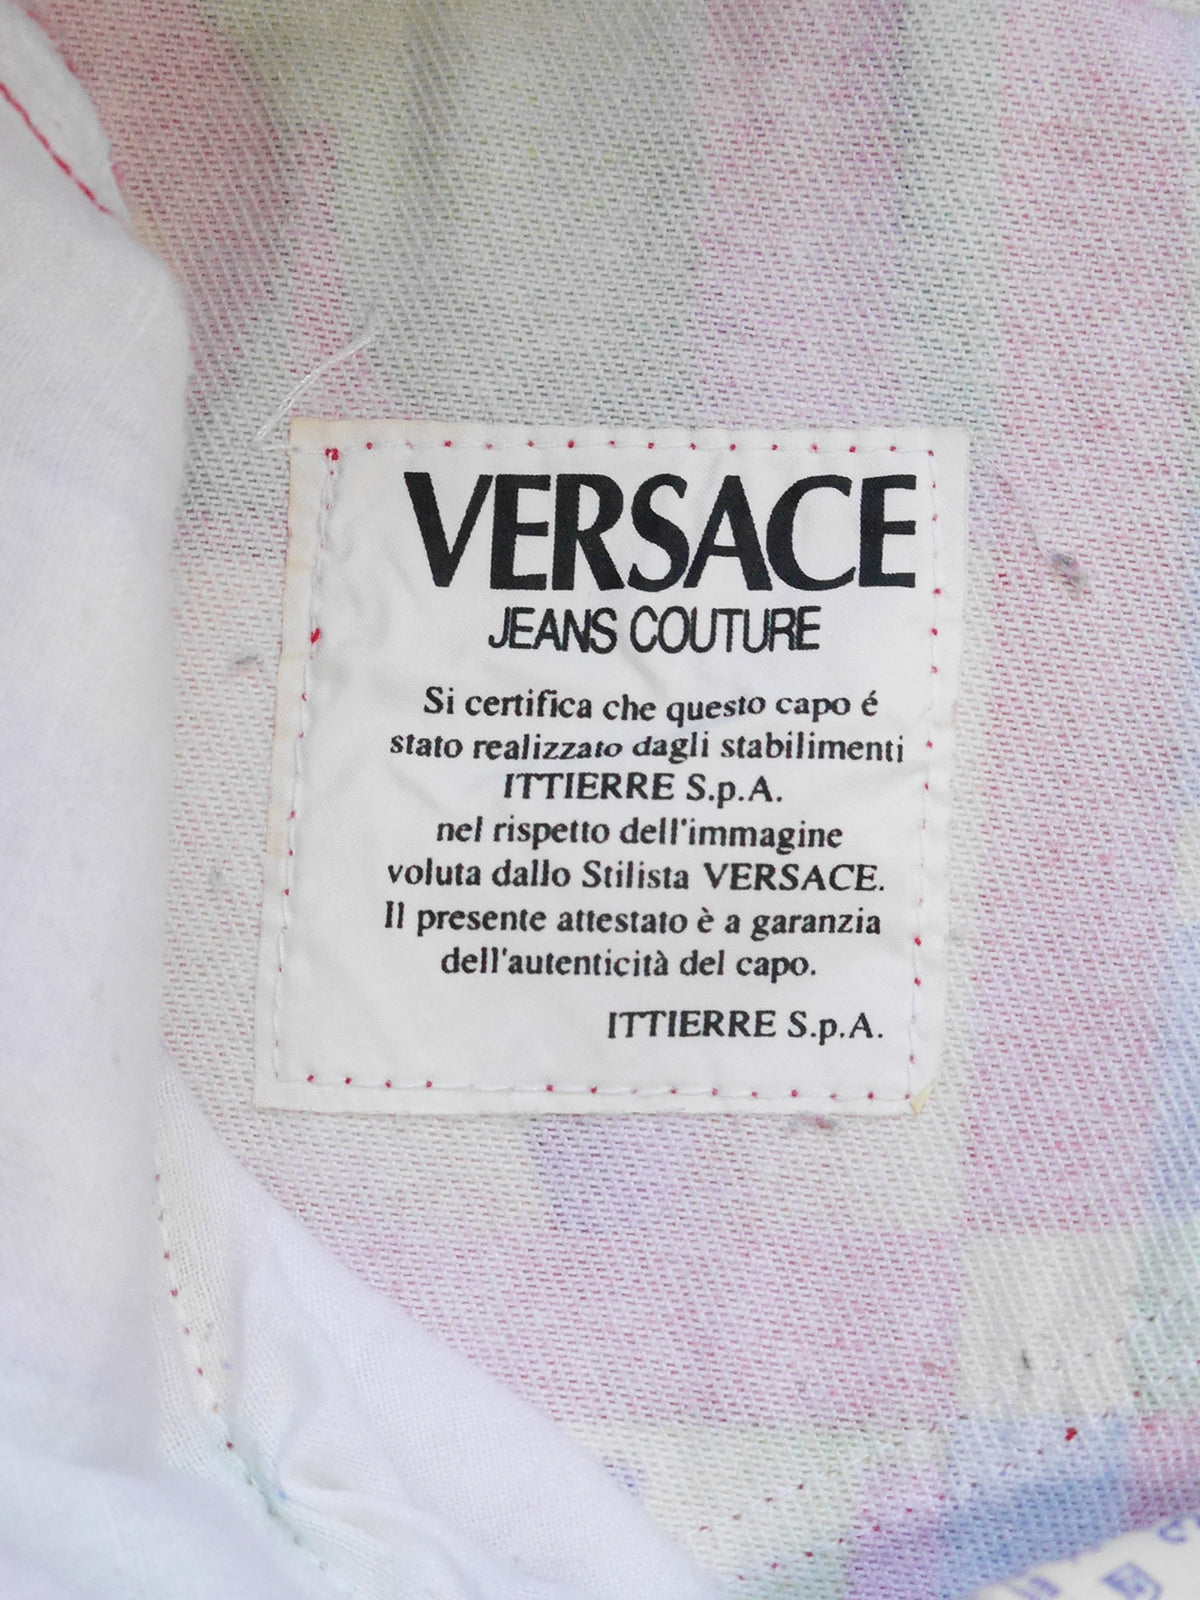 VERSACE
JEANS COUTURE
Si certifica che questo capo é
stato realizzato dagli stabilimenti
ITTIERRE S.p.A.
nel rispetto dell'immagine
voluta dallo Stilista VERSACE.
Il presente attestato è a garanzia
dell'autenticità del capo.
ITTIERRE S.p.A.